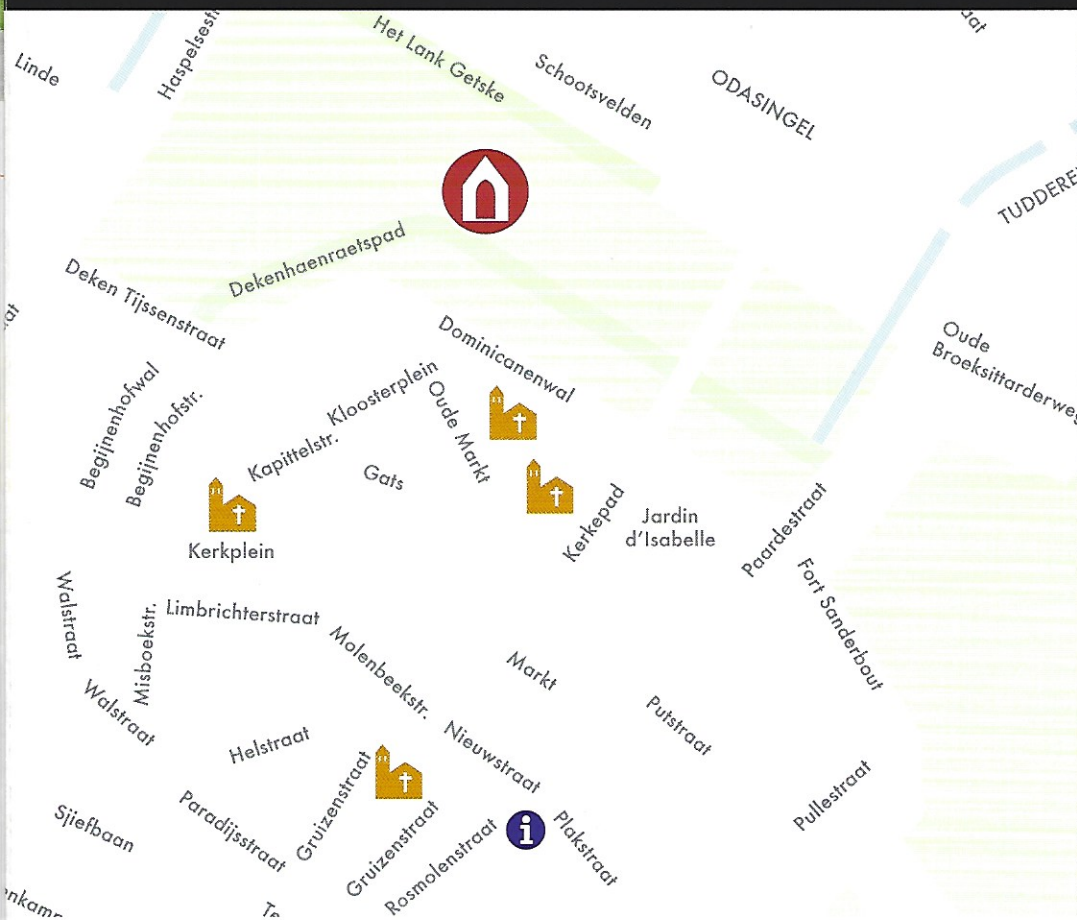 Linde
Haspelsestr
Het Lank Getske
Schootsvelden
ODASINGEL
TUDDERE
Dekenhaenraetspad
Deken Tijssenstraat
Dominicanenwal
Oude
Broeksittarderweg
Begijnenhofwal
Begijnenhofstr.
Kloosterplein
Kapittelstr.
Oude Markt
Gats
Kerkplein
Kerkepad
Jardin
d'Isabelle
Paardestraat
Fort Sanderbout
Walstraat
Misboekstr.
Limbrichterstraat
Molenbeekstr.
Markt
Walstraat
Helstraat
Nieuwstraat
Putstraat
Pullestraat
Sjiefbaan
Paradijsstraat
Gruizenstraat
Gruizenstraat
Rosmolenstraat
i
Plakstraat
enkamp
Te